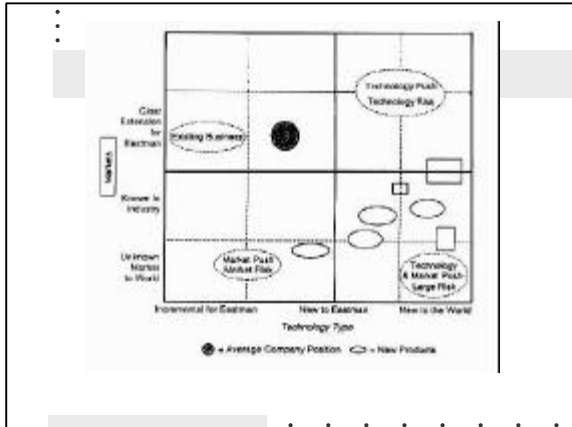 Technology Push
Technology Risk
Clear
Extension
for
Eastman
Existing Business
Markets
Known to
Industry
Unknown
Market
to World
Market Push
Market Risk
Technology
& Market Push-
Large Risk
Incremental for Eastman
New to Eastman
New to the World
Technology Type
= Average Company Position
= New Products